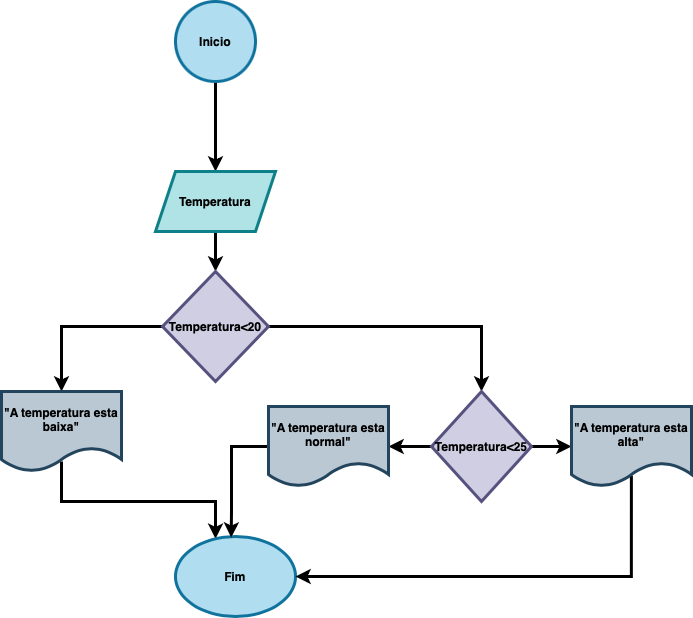 Inicio
Temperatura
Temperatura<20
"A temperatura esta
baixa"
"A temperatura esta
normal"
Temperatura<25
"A temperatura esta
alta"
Fim